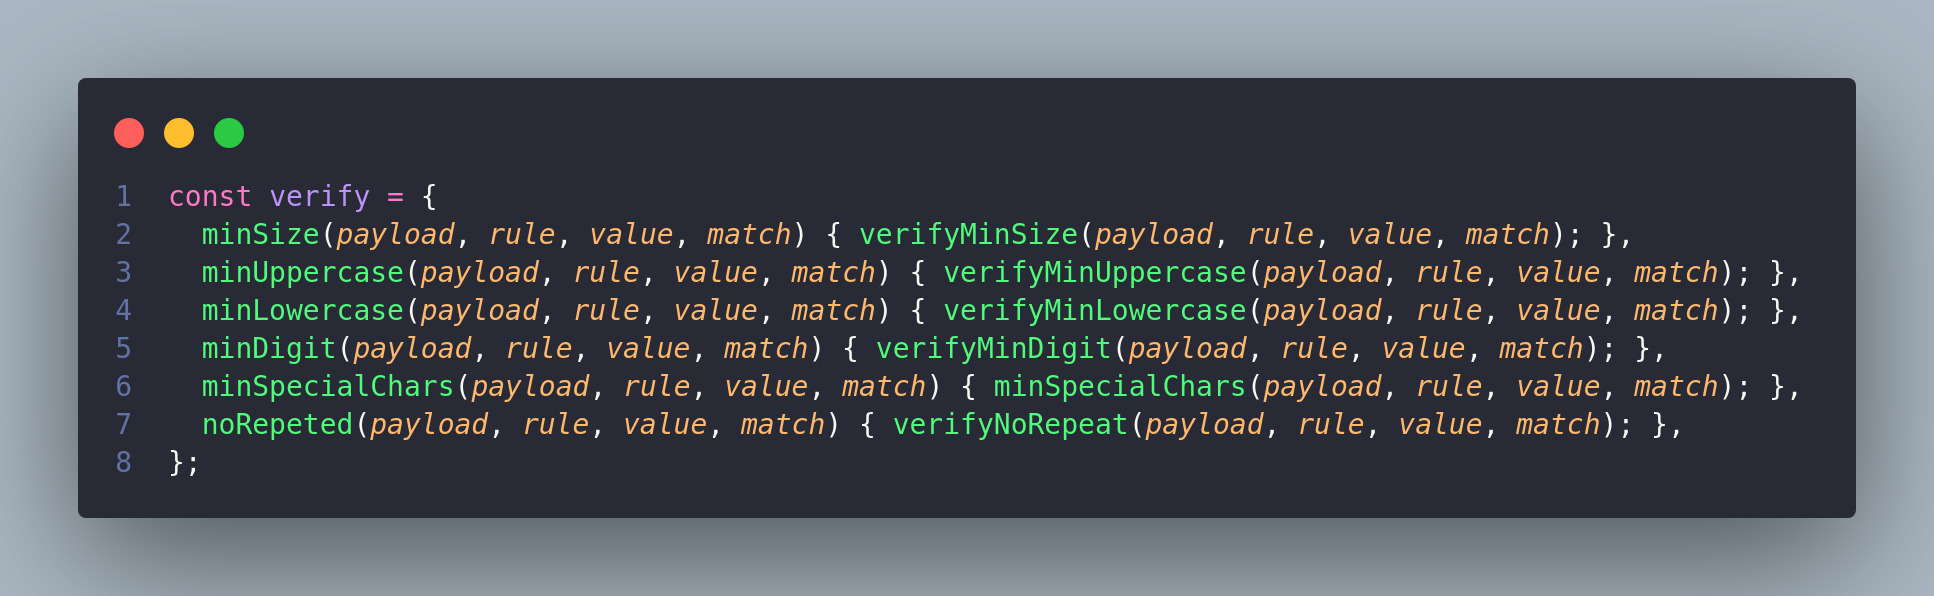 1 const verify = {
2   minSize(payload, rule, value, match) { verifyMinSize(payload, rule, value, match); },
3   minUppercase(payload, rule, value, match) { verifyMinUppercase(payload, rule, value, match); },
4   minLowercase(payload, rule, value, match) { verifyMinLowercase(payload, rule, value, match); },
5   minDigit(payload, rule, value, match) { verifyMinDigit(payload, rule, value, match); },
6   minSpecialChars(payload, rule, value, match) { minSpecialChars(payload, rule, value, match); },
7   noRepeted(payload, rule, value, match) { verifyNoRepeat(payload, rule, value, match); },
8 };